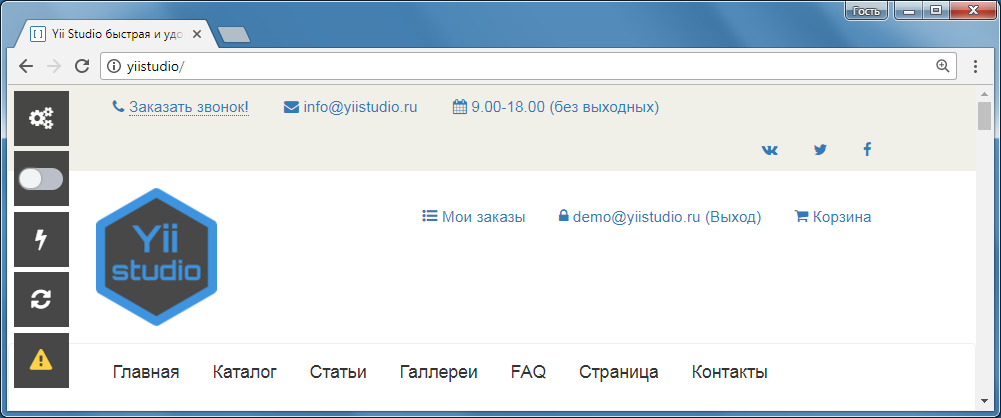 Гость
Yii Studio быстрая и удо
yiistudio/
Заказать звонок! info@yiistudio.ru 9.00-18.00 (без выходных)
Мои заказы demo@yiistudio.ru (Выход) Корзина
Yii
studio
Главная Каталог Статьи Галлереи FAQ Страница Контакты